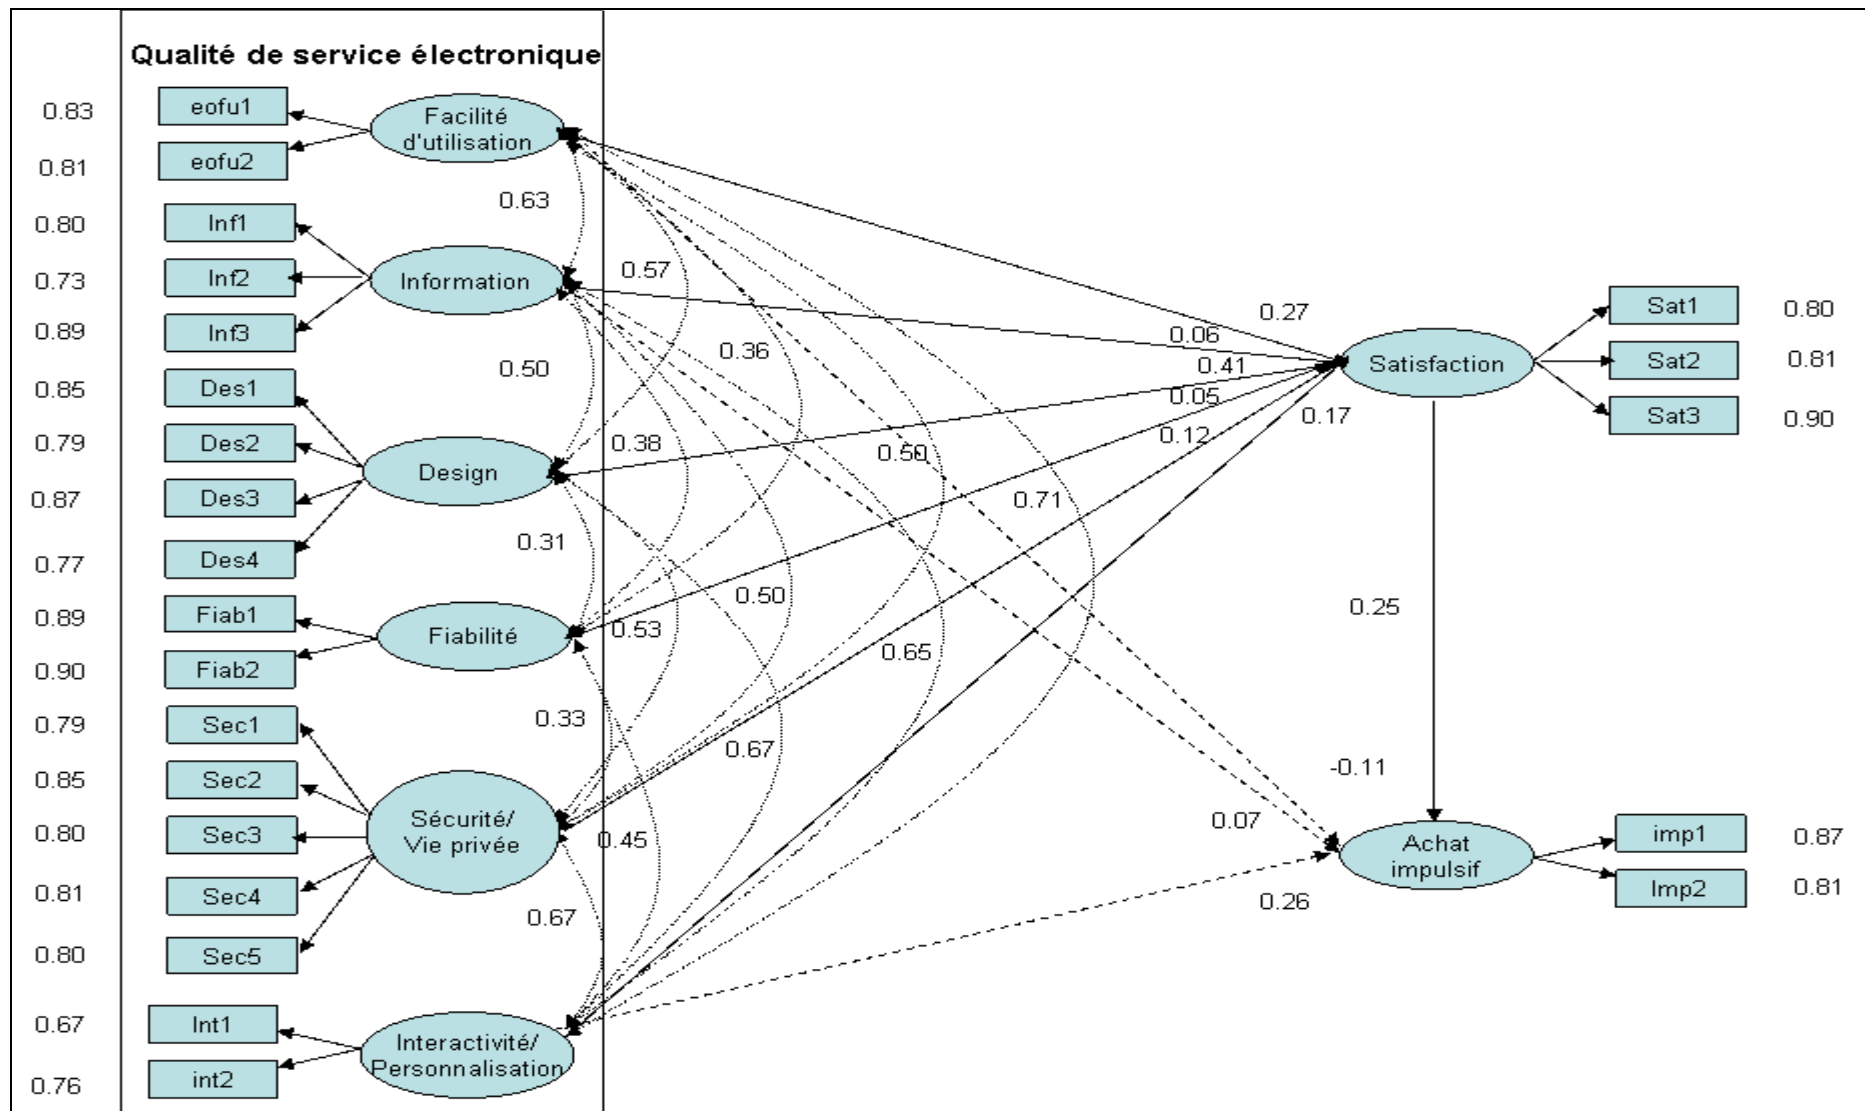 Qualité de service électronique
0.83
eofu1
Facilité
d'utilisation
0.81
eofu2
0.63
0.80
Inf1
0.73
Inf2
Information
0.57
0.89
Inf3
0.50
0.36
0.27
0.06
0.41
0.05
0.17
0.12
Satisfaction
Sat1
0.80
Sat2
0.81
Sat3
0.90
0.85
Des1
0.79
Des2
Design
0.38
0.50
0.87
Des3
0.71
0.77
Des4
0.31
0.89
Fiab1
Fiabilité
0.50
0.53
0.25
0.90
Fiab2
0.65
0.79
Sec1
0.33
0.67
0.85
Sec2
-0.11
0.80
Sec3
Sécurité/
Vie privée
0.45
0.07
Achat
impulsif
imp1
0.87
Imp2
0.81
0.81
Sec4
0.67
0.26
0.80
Sec5
0.67
Int1
Interactivité/
Personnalisation
0.76
int2